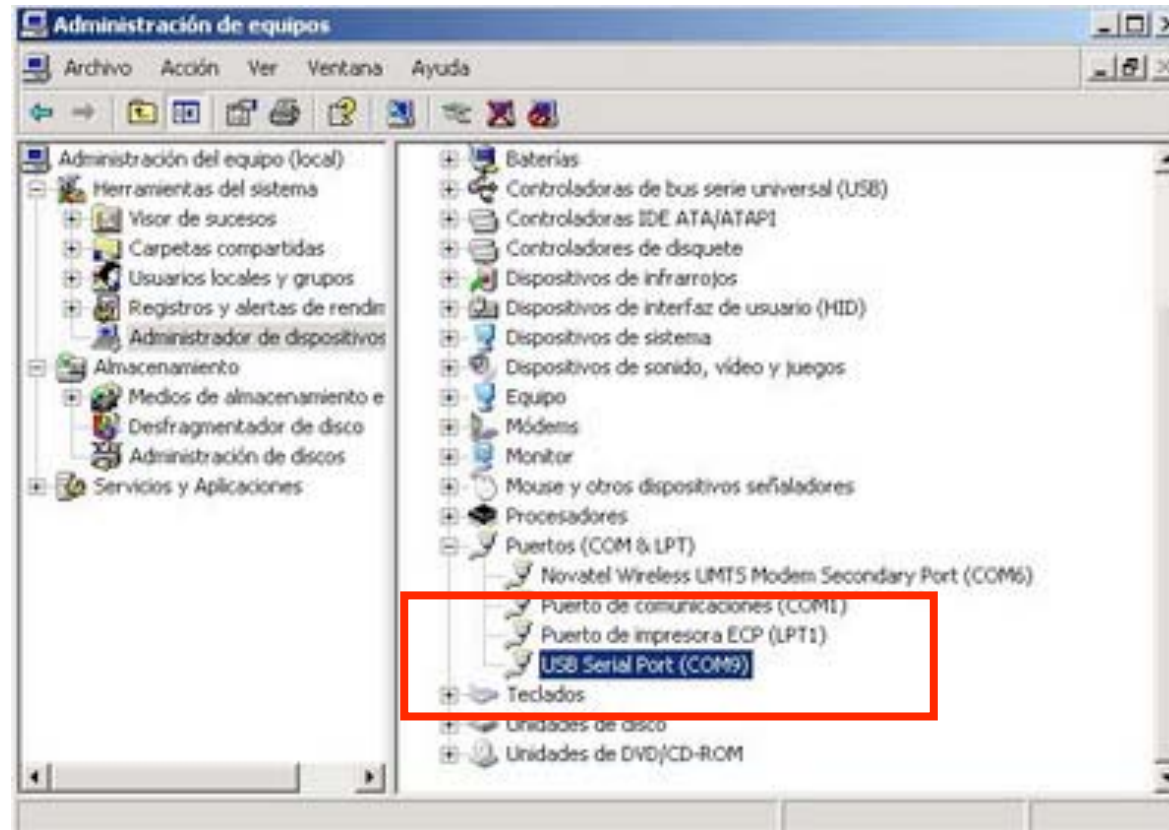 Administración de equipos
Archivo Acción Ver Ventana Ayuda
Administración del equipo (local)
Herramientas del sistema
Visor de sucesos
Carpetas compartidas
Usuarios locales y grupos
Registros y alertas de rendim
Administrador de dispositivos
Almacenamiento
Medios de almacenamiento e
Desfragmentador de disco
Administración de discos
Servicios y Aplicaciones
Baterías
Controladoras de bus serie universal (USB)
Controladoras IDE ATA/ATAPI
Controladores de disquete
Dispositivos de infrarrojos
Dispositivos de interfaz de usuario (HID)
Dispositivos de sistema
Dispositivos de sonido, vídeo y juegos
Equipo
Módems
Monitor
Mouse y otros dispositivos señaladores
Procesadores
Puertos (COM & LPT)
Novatel Wireless UMTS Modem Secondary Port (COM6)
Puerto de comunicaciones (COM1)
Puerto de impresora ECP (LPT1)
USB Serial Port (COM9)
Teclados
Unidades de disco
Unidades de DVD/CD-ROM